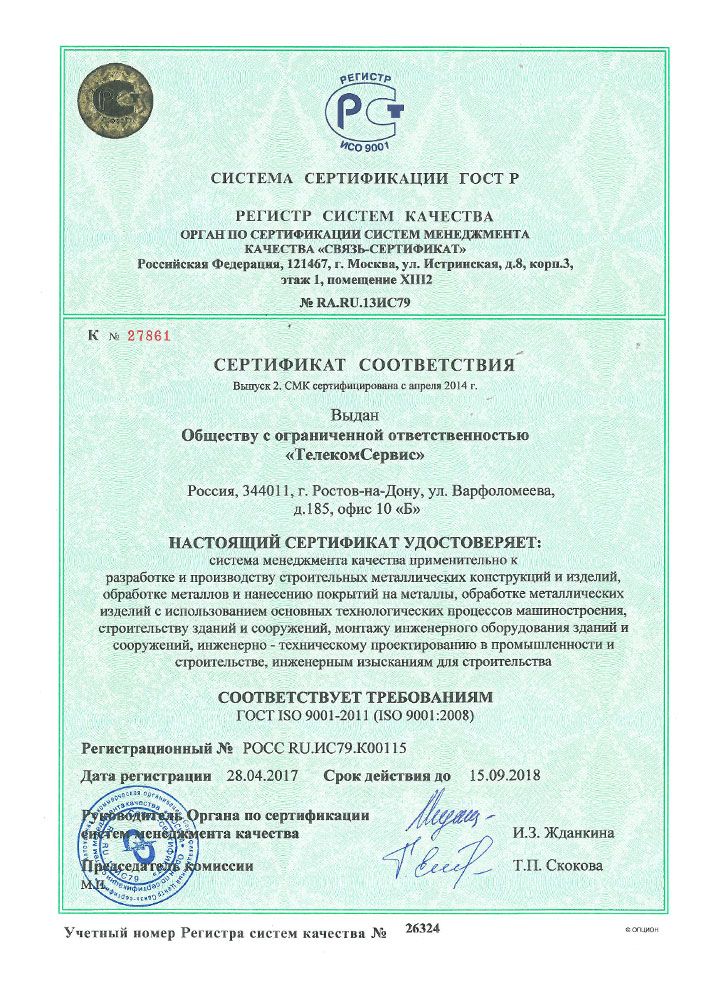 РЕГИСТР
РСТ
ИСО 9001
СИСТЕМА СЕРТИФИКАЦИИ ГОСТ Р
РЕГИСТР СИСТЕМ КАЧЕСТВА
ОРГАН ПО СЕРТИФИКАЦИИ СИСТЕМ МЕНЕДЖМЕНТА
КАЧЕСТВА «СВЯЗЬ-СЕРТИФИКАТ»
Российская Федерация, 121467, г. Москва, ул. Истринская, д.8, корп.3,
этаж 1, помещение XIII2
№ RA.RU.13ИС79
К № 27861
СЕРТИФИКАТ СООТВЕТСТВИЯ
Выпуск 2. СМК сертифицирована с апреля 2014 г.
Выдан
Обществу с ограниченной ответственностью
«ТелекомСервис»
Россия, 344011, г. Ростов-на-Дону, ул. Варфоломеева,
д.185, офис 10 «Б»
НАСТОЯЩИЙ СЕРТИФИКАТ УДОСТОВЕРЯЕТ:
система менеджмента качества применительно к
разработке и производству строительных металлических конструкций и изделий,
обработке металлов и нанесению покрытий на металлы, обработке металлических
изделий с использованием основных технологических процессов машиностроения,
строительству зданий и сооружений, монтажу инженерного оборудования зданий и
сооружений, инженерно - техническому проектированию в промышленности и
строительстве, инженерным изысканиям для строительства
СООТВЕТСТВУЕТ ТРЕБОВАНИЯМ
ГОСТ ISO 9001-2011 (ISO 9001:2008)
Регистрационный № РОСС RU.ИС79.К00115
Дата регистрации 28.04.2017 Срок действия до 15.09.2018
Руководитель Органа по сертификации
систем менеджмента качества И.З. Жданкина
Председатель комиссии Т.П. Скокова
М.П.
Учетный номер Регистра систем качества № 26324
© ОПЦИОН